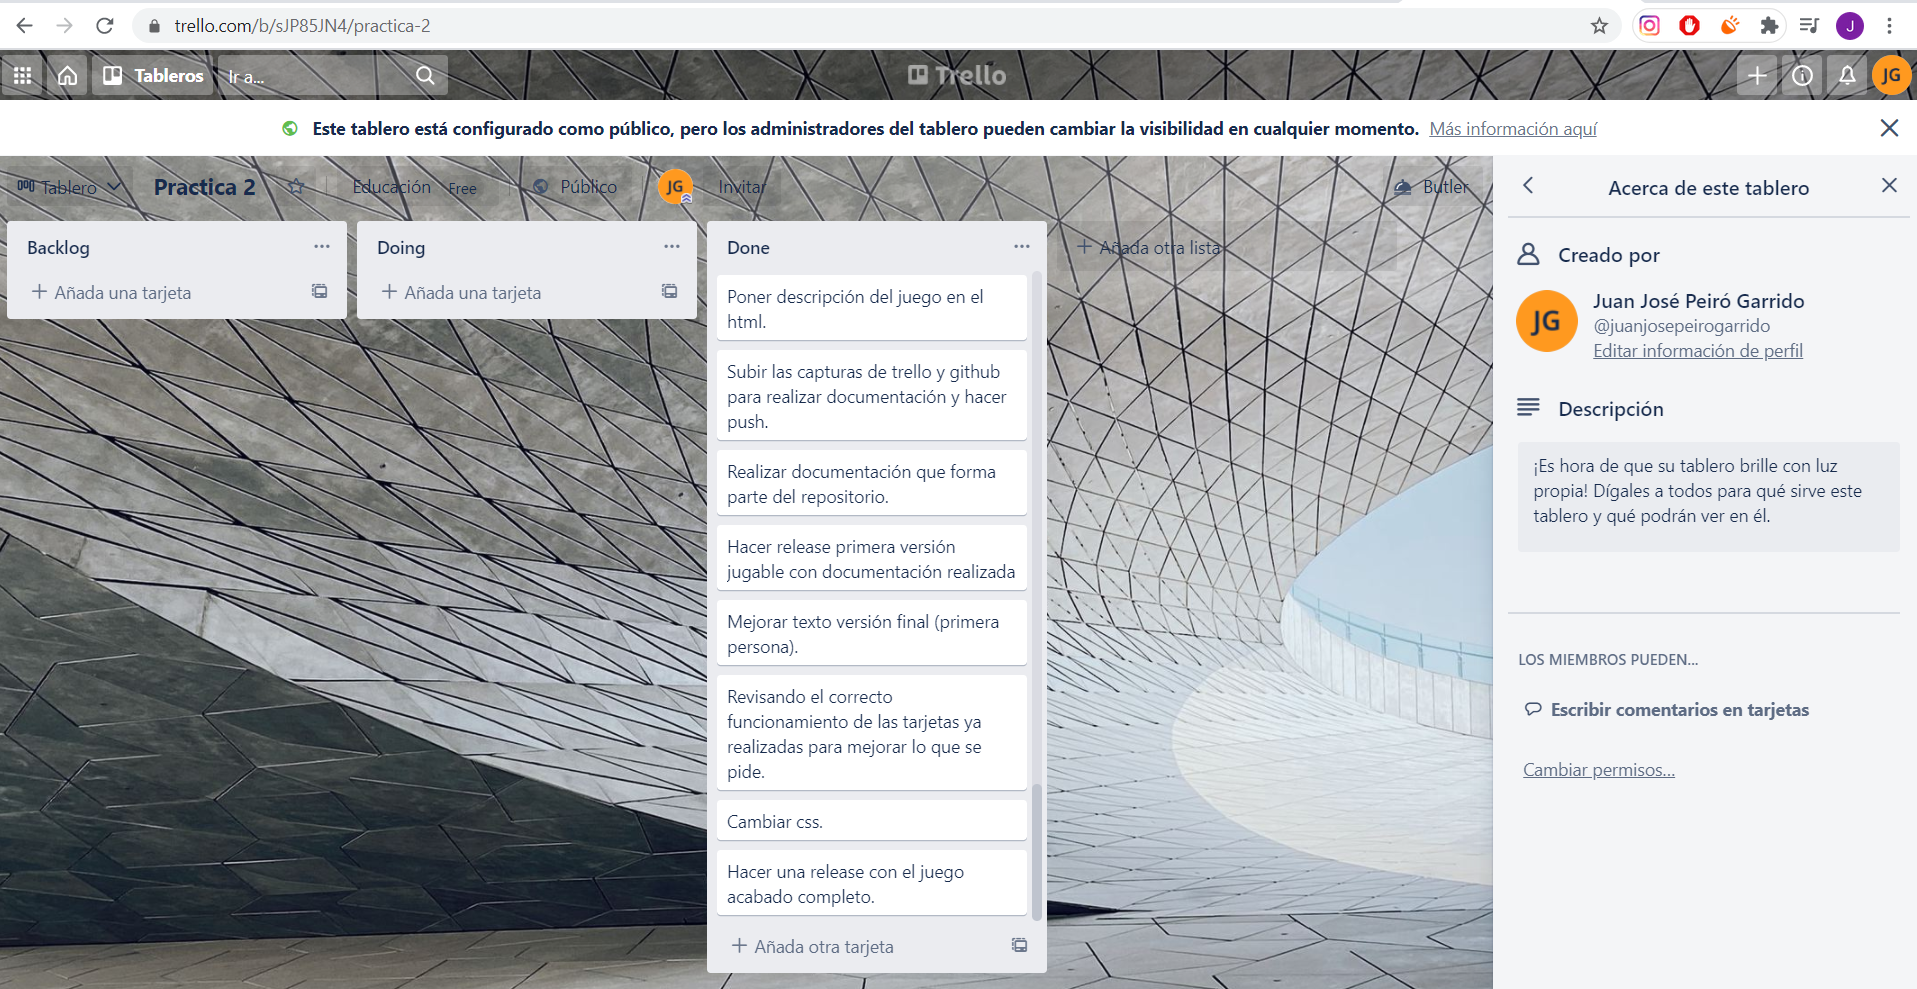 trello.com/b/sJP85JN4/practica-2
J
Tableros
Ir a...
Trello
JG
Este tablero está configurado como público, pero los administradores del tablero pueden cambiar la visibilidad en cualquier momento. Más información aquí
Tablero
Practica 2
Educación Free
Público
JG
Invitar
Butler
Backlog
+ Añada una tarjeta
Doing
+ Añada una tarjeta
Done
Poner descripción del juego en el
html.
Subir las capturas de trello y github
para realizar documentación y hacer
push.
Realizar documentación que forma
parte del repositorio.
Hacer release primera versión
jugable con documentación realizada
Mejorar texto versión final (primera
persona).
Revisando el correcto
funcionamiento de las tarjetas ya
realizadas para mejorar lo que se
pide.
Cambiar css.
Hacer una release con el juego
acabado completo.
+ Añada otra tarjeta
+ Añada otra lista
Acerca de este tablero
Creado por
JG
Juan José Peiró Garrido
@juanjosepeirogarrido
Editar información de perfil
Descripción
¡Es hora de que su tablero brille con luz
propia! Dígales a todos para qué sirve este
tablero y qué podrán ver en él.
LOS MIEMBROS PUEDEN...
Escribir comentarios en tarjetas
Cambiar permisos...